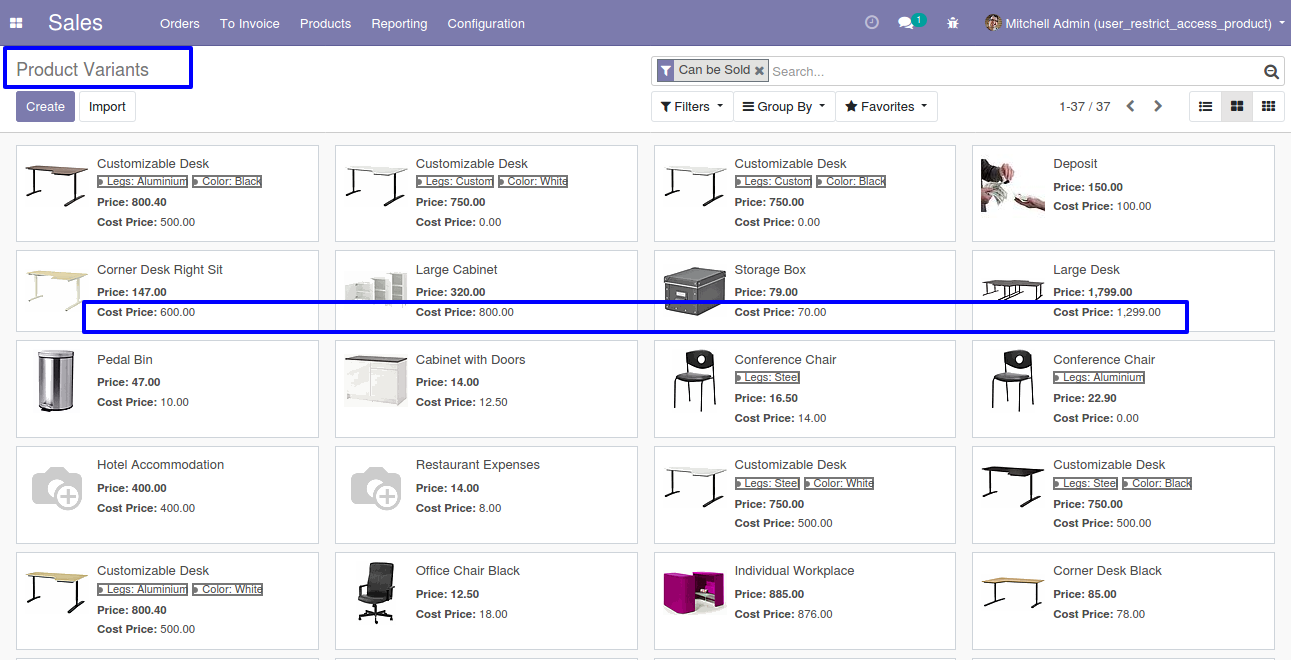 Sales Orders To Invoice Products Reporting Configuration 1 Mitchell Admin (user_restrict_access_product)
Product Variants
Can be Sold Search...
Create Import Filters Group By Favorites 1-37 / 37
Customizable Desk
Legs: Aluminium Color: Black
Price: 800.40
Cost Price: 500.00
Customizable Desk
Legs: Custom Color: White
Price: 750.00
Cost Price: 0.00
Customizable Desk
Legs: Custom Color: Black
Price: 750.00
Cost Price: 0.00
Deposit
Price: 150.00
Cost Price: 100.00
Corner Desk Right Sit
Price: 147.00
Cost Price: 600.00
Large Cabinet
Price: 320.00
Cost Price: 800.00
Storage Box
Price: 79.00
Cost Price: 70.00
Large Desk
Price: 1,799.00
Cost Price: 1,299.00
Pedal Bin
Price: 47.00
Cost Price: 10.00
Cabinet with Doors
Price: 14.00
Cost Price: 12.50
Conference Chair
Legs: Steel
Price: 16.50
Cost Price: 14.00
Conference Chair
Legs: Aluminium
Price: 22.90
Cost Price: 0.00
Hotel Accommodation
Price: 400.00
Cost Price: 400.00
Restaurant Expenses
Price: 14.00
Cost Price: 8.00
Customizable Desk
Legs: Steel Color: White
Price: 750.00
Cost Price: 500.00
Customizable Desk
Legs: Steel Color: Black
Price: 750.00
Cost Price: 500.00
Customizable Desk
Legs: Aluminium Color: White
Price: 800.40
Cost Price: 500.00
Office Chair Black
Price: 12.50
Cost Price: 18.00
Individual Workplace
Price: 885.00
Cost Price: 876.00
Corner Desk Black
Price: 85.00
Cost Price: 78.00